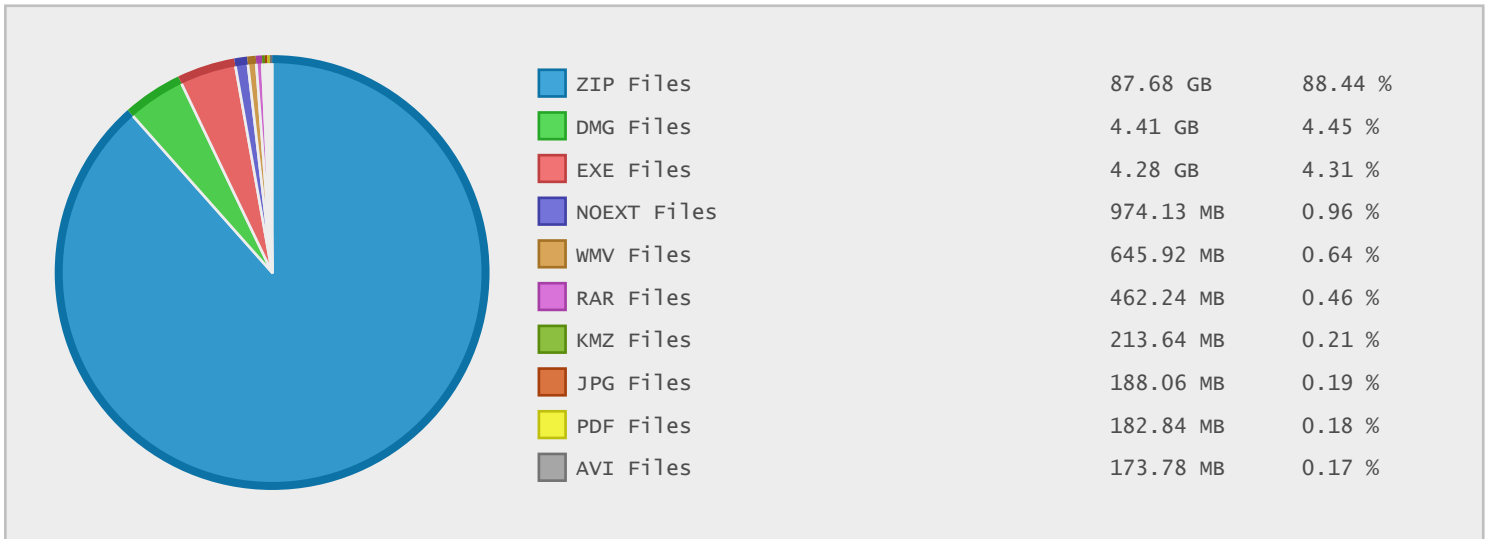 ZIP Files 87.68 GB 88.44 %
DMG Files 4.41 GB 4.45 %
EXE Files 4.28 GB 4.31 %
NOEXT Files 974.13 MB 0.96 %
WMV Files 645.92 MB 0.64 %
RAR Files 462.24 MB 0.46 %
KMZ Files 213.64 MB 0.21 %
JPG Files 188.06 MB 0.19 %
PDF Files 182.84 MB 0.18 %
AVI Files 173.78 MB 0.17 %